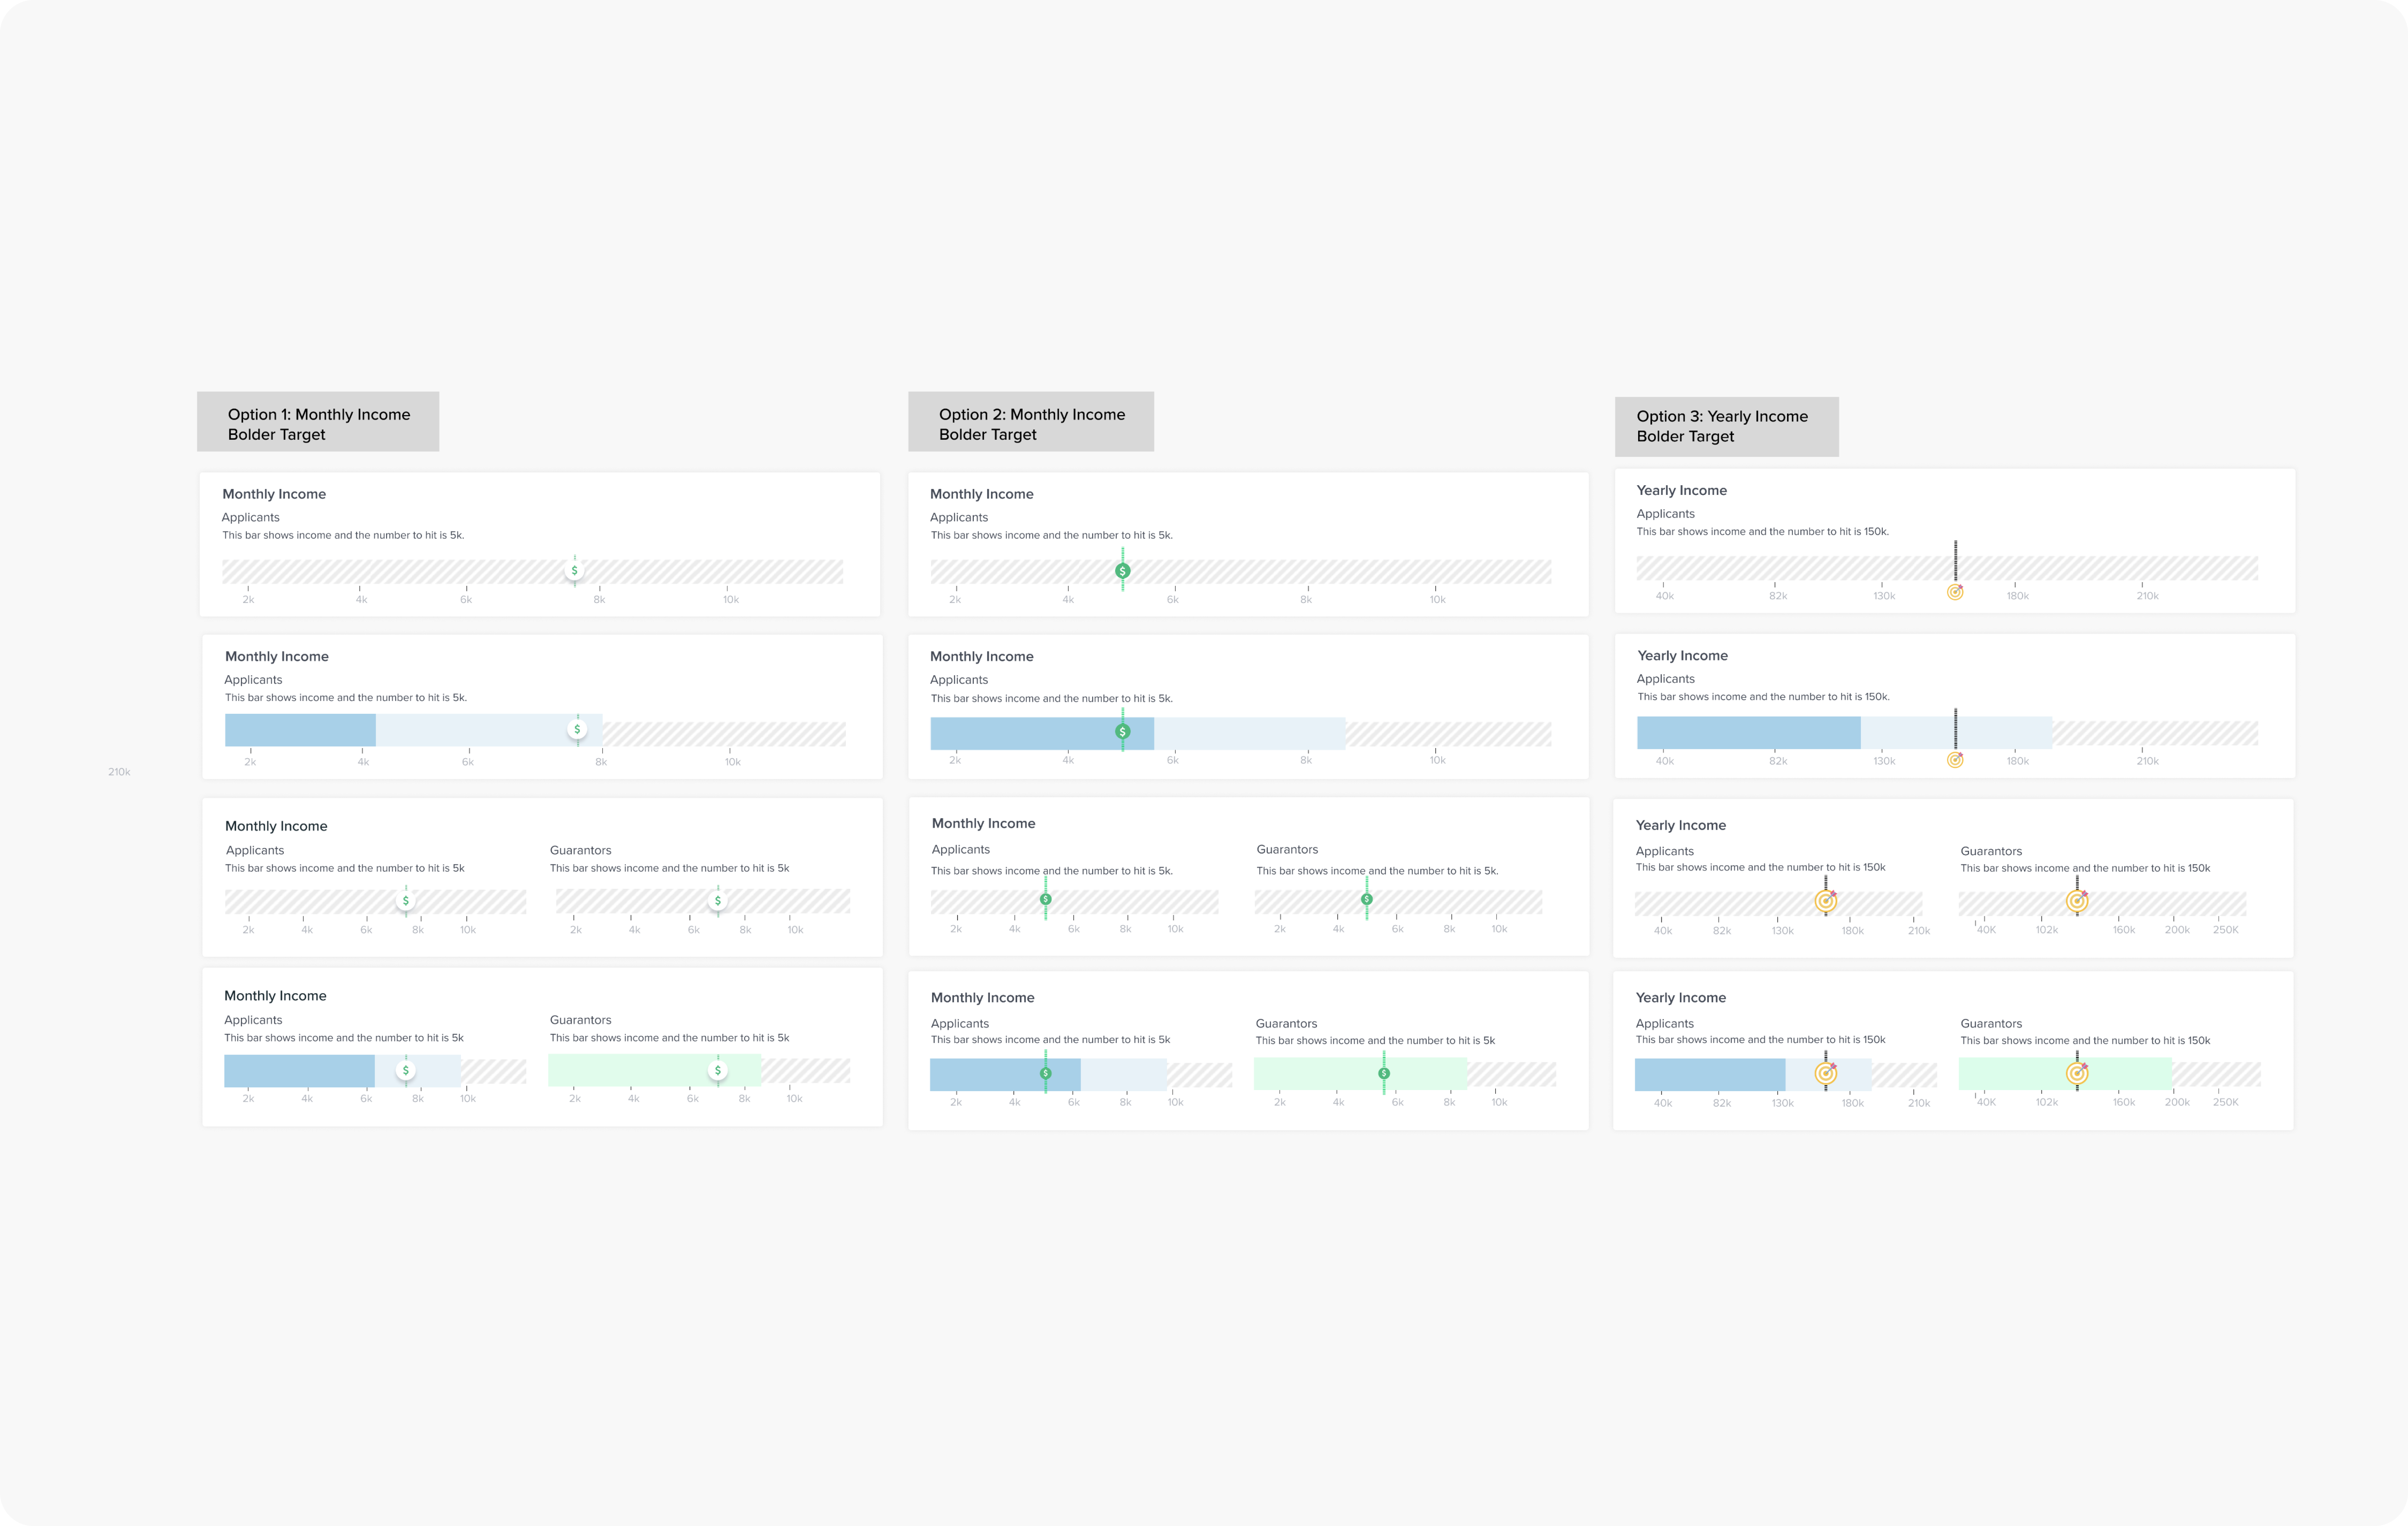 Option 1: Monthly Income
Bolder Target
Monthly Income
Applicants
This bar shows income and the number to hit is 5k.
$
2k 4k 6k 8k 10k
Monthly Income
Applicants
This bar shows income and the number to hit is 5k.
$
2k 4k 6k 8k 10k
210k
Monthly Income
Applicants Guarantors
This bar shows income and the number to hit is 5k This bar shows income and the number to hit is 5k
$ $
2k 4k 6k 8k 10k 2k 4k 6k 8k 10k
Monthly Income
Applicants Guarantors
This bar shows income and the number to hit is 5k This bar shows income and the number to hit is 5k
$ $
2k 4k 6k 8k 10k 2k 4k 6k 8k 10k
Option 2: Monthly Income
Bolder Target
Monthly Income
Applicants
This bar shows income and the number to hit is 5k.
$
2k 4k 6k 8k 10k
Monthly Income
Applicants
This bar shows income and the number to hit is 5k.
$
2k 4k 6k 8k 10k
Monthly Income
Applicants Guarantors
This bar shows income and the number to hit is 5k. This bar shows income and the number to hit is 5k.
$ $
2k 4k 6k 8k 10k 2k 4k 6k 8k 10k
Monthly Income
Applicants Guarantors
This bar shows income and the number to hit is 5k This bar shows income and the number to hit is 5k
$ $
2k 4k 6k 8k 10k 2k 4k 6k 8k 10k
Option 3: Yearly Income
Bolder Target
Yearly Income
Applicants
This bar shows income and the number to hit is 150k.
40k 82k 130k 180k 210k
Yearly Income
Applicants
This bar shows income and the number to hit is 150k.
40k 82k 130k 180k 210k
Yearly Income
Applicants Guarantors
This bar shows income and the number to hit is 150k This bar shows income and the number to hit is 150k
40k 82k 130k 180k 210k 40K 102k 160k 200k 250K
Yearly Income
Applicants Guarantors
This bar shows income and the number to hit is 150k This bar shows income and the number to hit is 150k
40k 82k 130k 180k 210k 40K 102k 160k 200k 250K